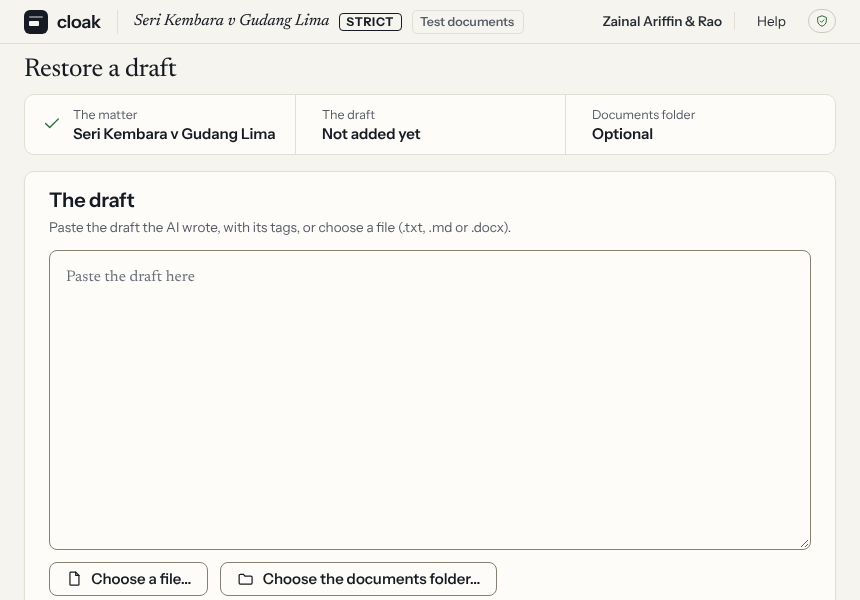 cloak
Seri Kembara v Gudang Lima
STRICT
Test documents
Zainal Ariffin & Rao
Help
Restore a draft
The matter
Seri Kembara v Gudang Lima
The draft
Not added yet
Documents folder
Optional
The draft
Paste the draft the AI wrote, with its tags, or choose a file (.txt, .md or .docx).
Paste the draft here
Choose a file...
Choose the documents folder...